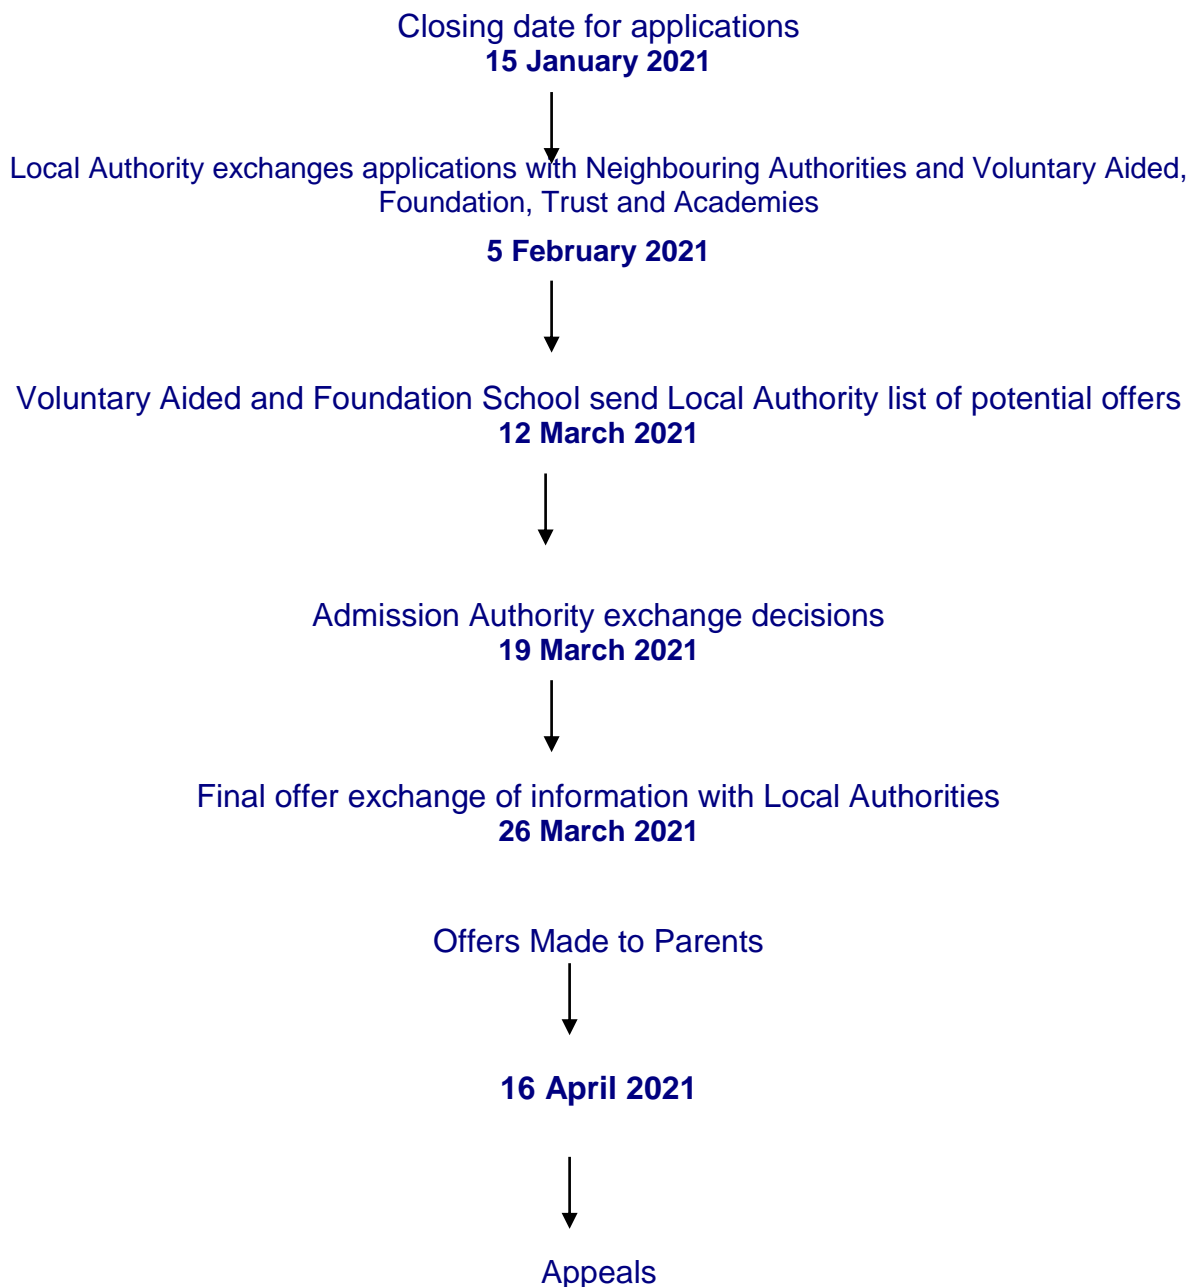 Closing date for applications
15 January 2021
Local Authority exchanges applications with Neighbouring Authorities and Voluntary Aided,
Foundation, Trust and Academies
5 February 2021
Voluntary Aided and Foundation School send Local Authority list of potential offers
12 March 2021
Admission Authority exchange decisions
19 March 2021
Final offer exchange of information with Local Authorities
26 March 2021
Offers Made to Parents
16 April 2021
Appeals